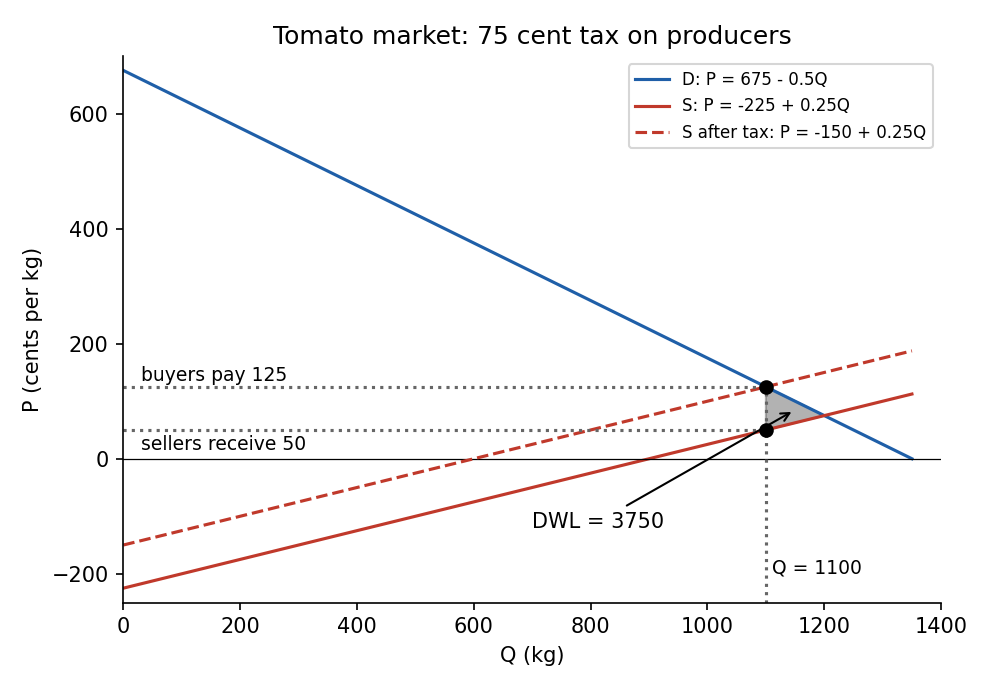 Tomato market: 75 cent tax on producers
D: P = 675 - 0.5Q
S: P = -225 + 0.25Q
S after tax: P = -150 + 0.25Q
P (cents per kg)
600
400
200
0
−200
buyers pay 125
sellers receive 50
DWL = 3750
Q = 1100
0 200 400 600 800 1000 1200 1400
Q (kg)